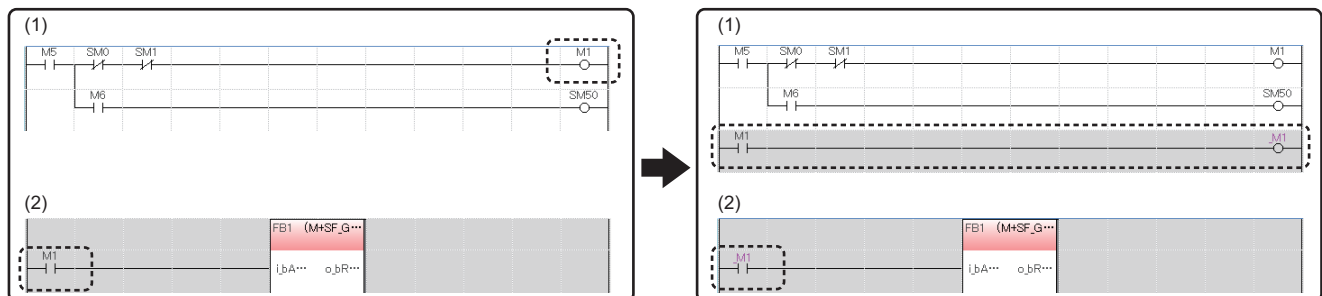 (1)
M5 SM0 SM1 M1
M6 SM50
(2)
FB1 (M+SF_G…
M1
i_bA… o_bR…
(1)
M5 SM0 SM1 M1
M6 SM50
M1 _M1
(2)
FB1 (M+SF_G…
_M1
i_bA… o_bR…